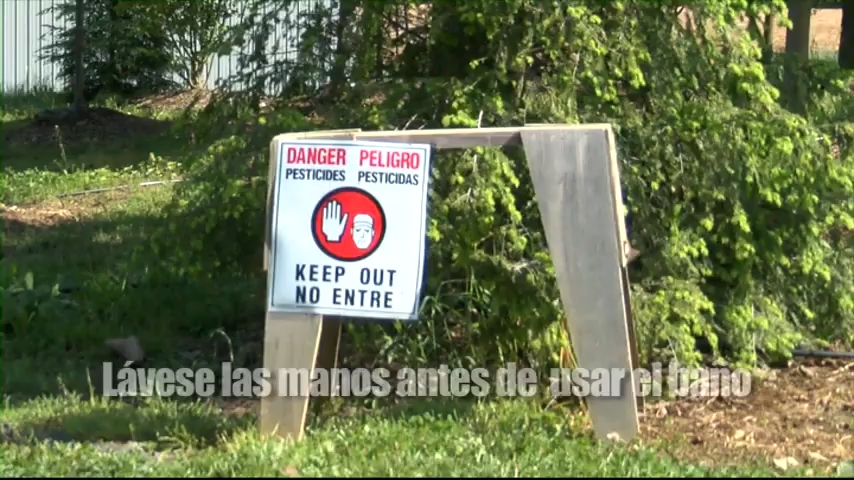 DANGER PELIGRO
PESTICIDES PESTICIDAS
KEEP OUT
NO ENTRE
Lávese las manos antes de usar el baño